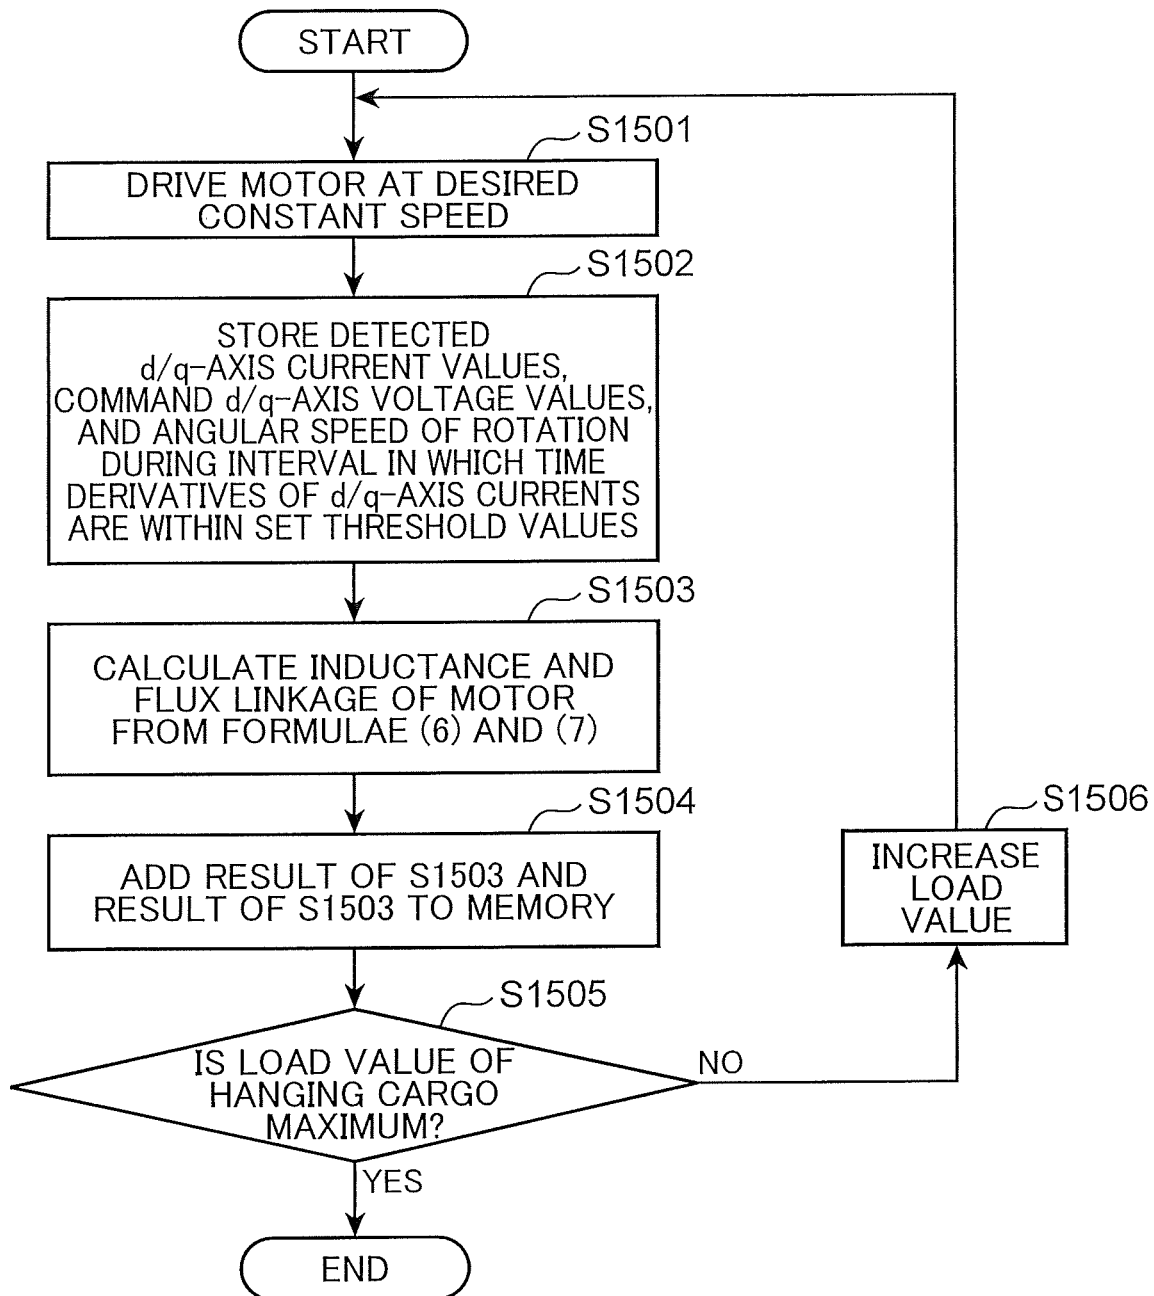 START
S1501
DRIVE MOTOR AT DESIRED
CONSTANT SPEED
S1502
STORE DETECTED
d/q-AXIS CURRENT VALUES,
COMMAND d/q-AXIS VOLTAGE VALUES,
AND ANGULAR SPEED OF ROTATION
DURING INTERVAL IN WHICH TIME
DERIVATIVES OF d/q-AXIS CURRENTS
ARE WITHIN SET THRESHOLD VALUES
S1503
CALCULATE INDUCTANCE AND
FLUX LINKAGE OF MOTOR
FROM FORMULAE (6) AND (7)
S1504
ADD RESULT OF S1503 AND
RESULT OF S1503 TO MEMORY
S1505
IS LOAD VALUE OF
HANGING CARGO
MAXIMUM?
NO
S1506
INCREASE
LOAD
VALUE
YES
END